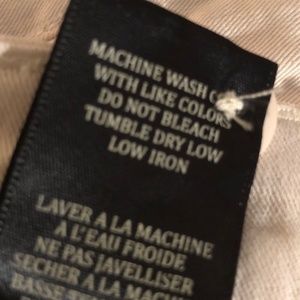 MACHINE WASH
WITH LIKE COLORS
DO NOT BLEACH
TUMBLE DRY LOW
LOW IRON
LAVER A LA MACHINE
A L'EAU FROIDE
NE PAS JAVELLISER
SECHER A LA MACHINE
BASSE